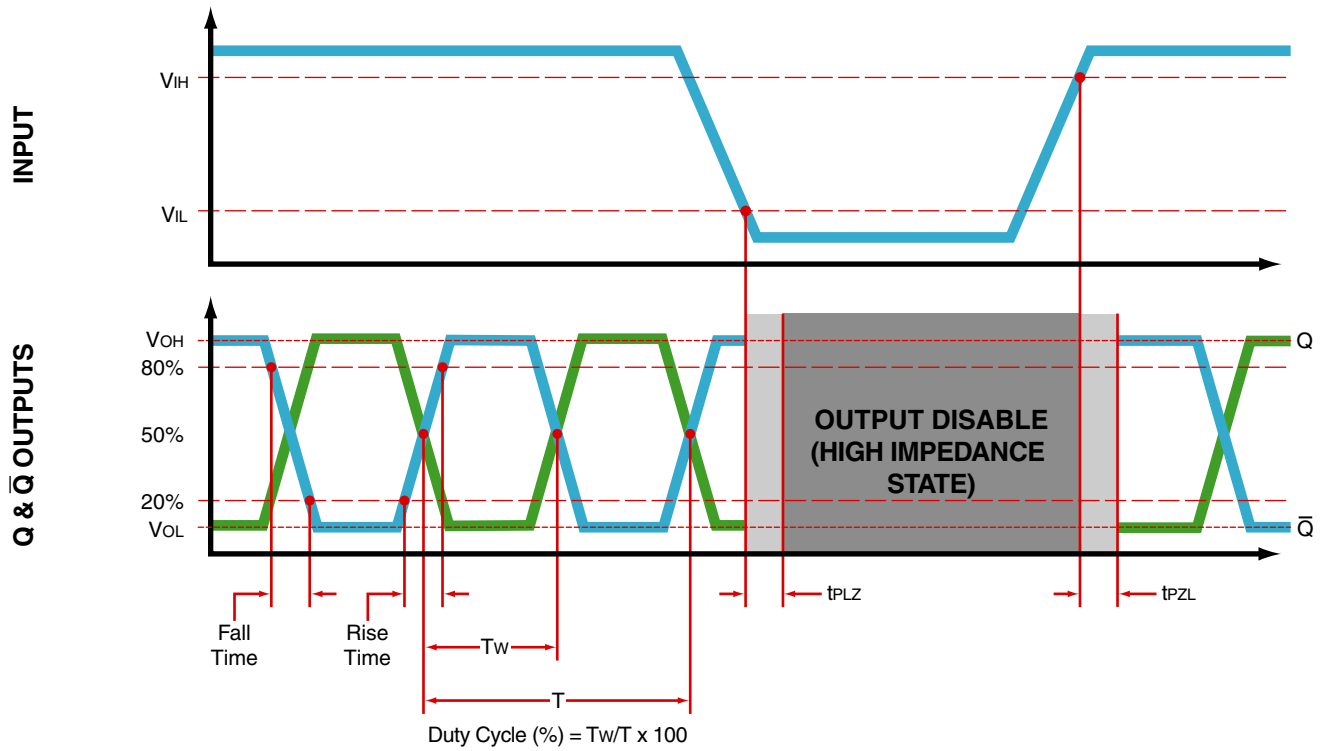 INPUT
VIH
VIL
Q & Q̅ OUTPUTS
VOH
80%
50%
20%
VOL
OUTPUT DISABLE
(HIGH IMPEDANCE
STATE)
Q
Q̅
Fall
Time
Rise
Time
TW
T
tPLZ
tPZL
Duty Cycle (%) = TW/T x 100